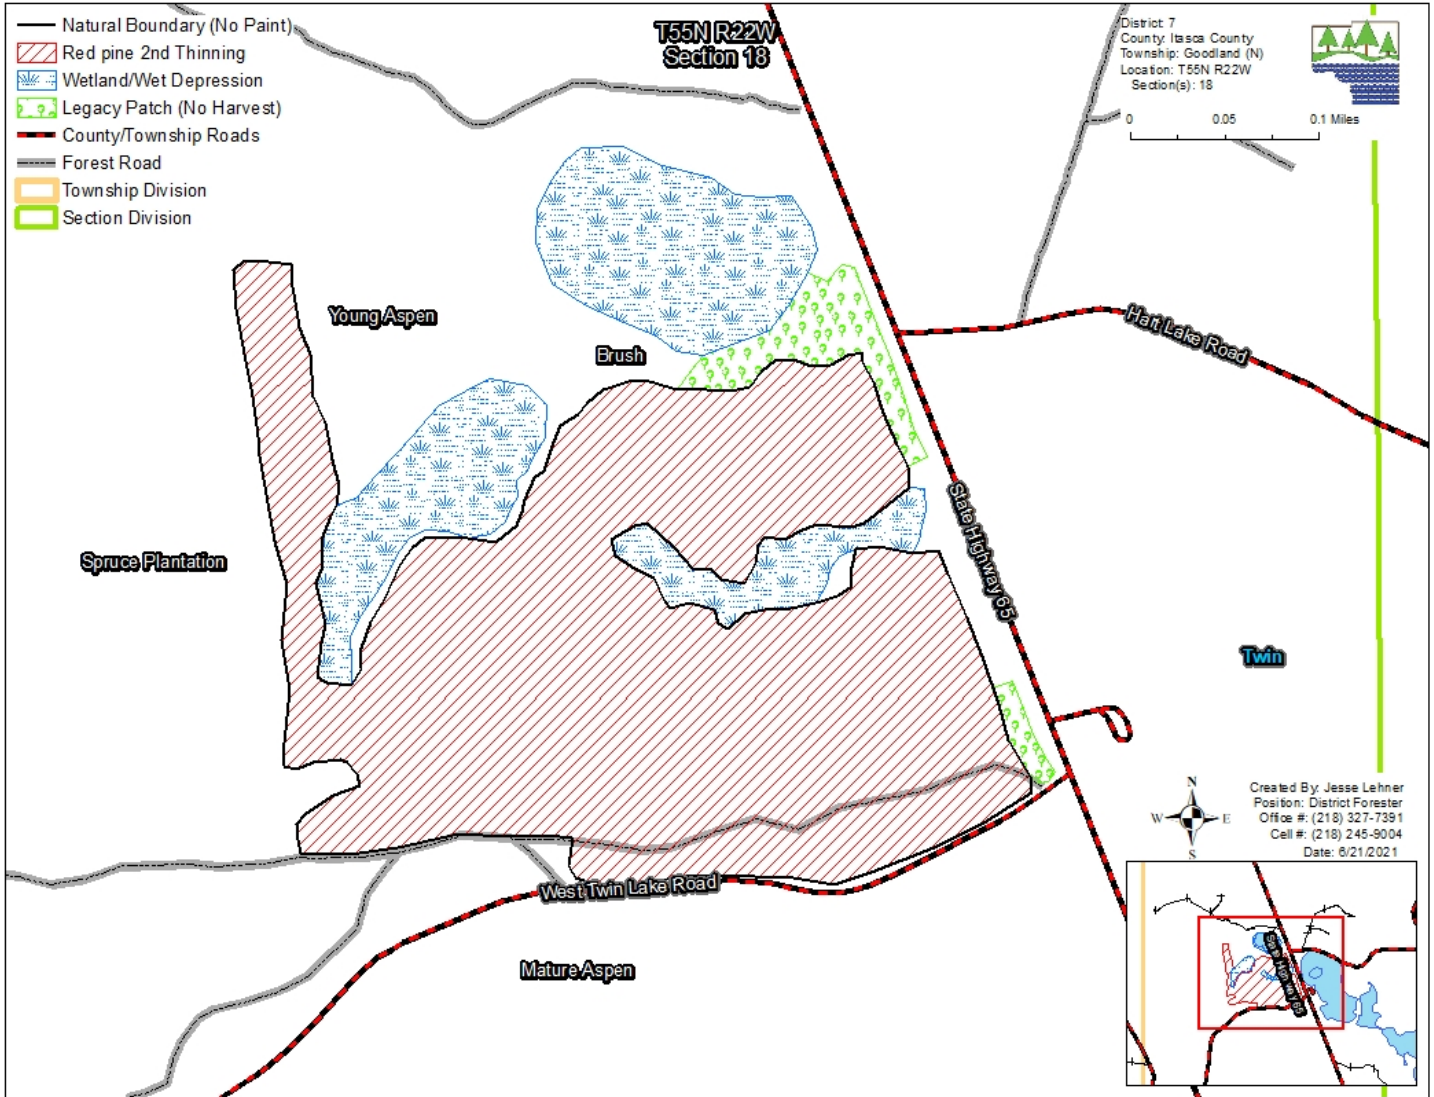 Natural Boundary (No Paint)
Red pine 2nd Thinning
Wetland/Wet Depression
Legacy Patch (No Harvest)
County/Township Roads
Forest Road
Township Division
Section Division
T55N R22W
Section 18
District: 7
County: Itasca County
Township: Goodland (N)
Location: T55N R22W
Section(s): 18
0 0.05 0.1 Miles
Young Aspen
Brush
Hart Lake Road
Spruce Plantation
State Highway 65
Twin
West Twin Lake Road
Mature Aspen
N
W E
S
Created By: Jesse Lehner
Position: District Forester
Office #: (218) 327-7391
Cell #: (218) 245-9004
Date: 6/21/2021
State Highway 65